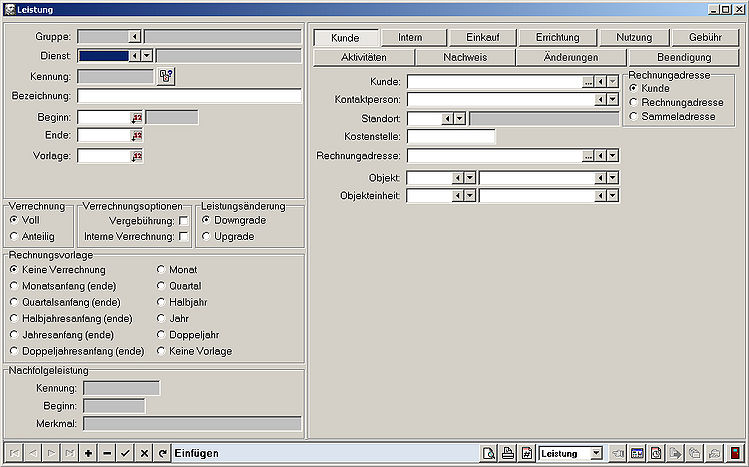 Leistung
Gruppe:
Dienst:
Kennung:
Bezeichnung:
Beginn:
Ende:
Vorlage:
Verrechnung
Voll
Anteilig
Verrechnungsoptionen
Vergebührung:
Interne Verrechnung:
Leistungsänderung
Downgrade
Upgrade
Rechnungsvorlage
Keine Verrechnung
Monatsanfang (ende)
Quartalsanfang (ende)
Halbjahresanfang (ende)
Jahresanfang (ende)
Doppeljahresanfang (ende)
Monat
Quartal
Halbjahr
Jahr
Doppeljahr
Keine Vorlage
Nachfolgeleistung
Kennung:
Beginn:
Merkmal:
Kunde Intern Einkauf Errichtung Nutzung Gebühr
Aktivitäten Nachweis Änderungen Beendigung
Kunde:
Kontaktperson:
Standort:
Kostenstelle:
Rechnungadresse:
Objekt:
Objekteinheit:
Rechnungadresse
Kunde
Rechnungadresse
Sammeladresse
Einfügen
Leistung